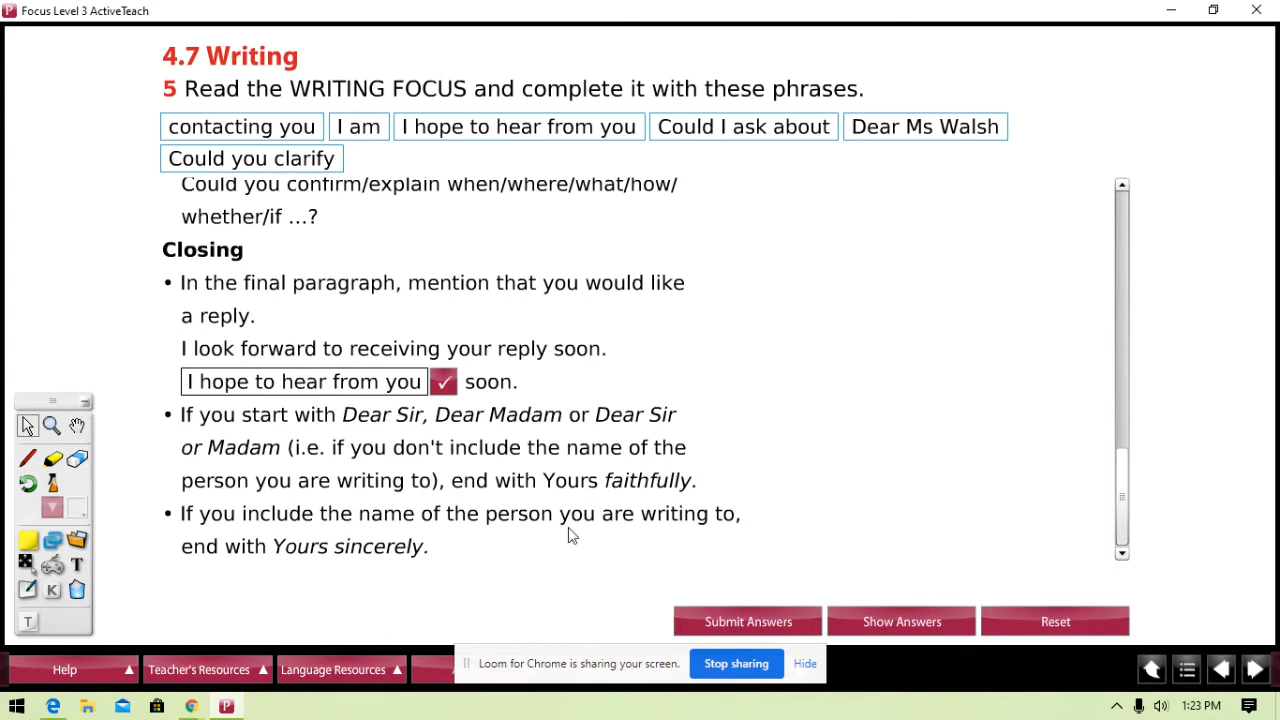 Focus Level 3 ActiveTeach
4.7 Writing
5 Read the WRITING FOCUS and complete it with these phrases.
contacting you I am I hope to hear from you Could I ask about Dear Ms Walsh
Could you clarify
Could you confirm/explain when/where/what/how/
whether/if ...?
Closing
• In the final paragraph, mention that you would like
a reply.
I look forward to receiving your reply soon.
I hope to hear from you ✓ soon.
• If you start with Dear Sir, Dear Madam or Dear Sir
or Madam (i.e. if you don't include the name of the
person you are writing to), end with Yours faithfully.
• If you include the name of the person you are writing to,
end with Yours sincerely.
T
K
T
Submit Answers Show Answers Reset
Help Teacher's Resources Language Resources
Loom for Chrome is sharing your screen. Stop sharing Hide
1:23 PM